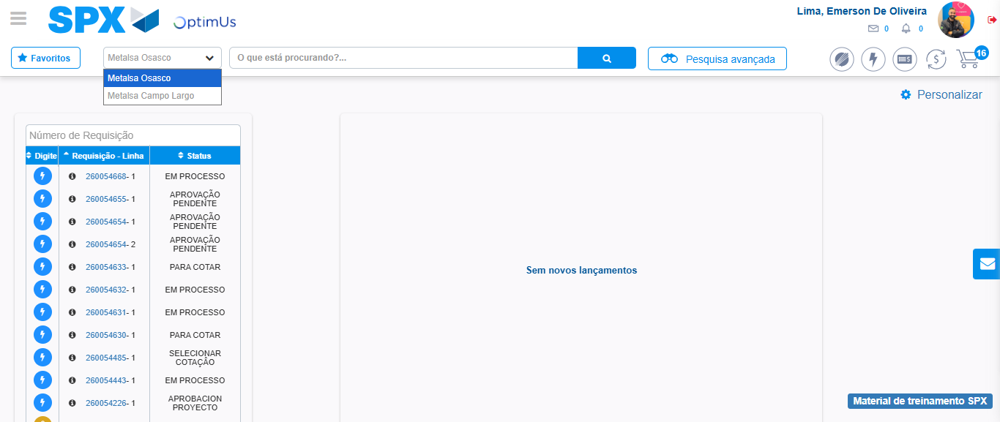 SPX
OptimUs
Lima, Emerson De Oliveira
0
0
Favoritos
Metalsa Osasco
O que está procurando?...
Pesquisa avançada
$
16
Metalsa Osasco
Metalsa Campo Largo
Personalizar
Número de Requisição
Digite
Requisição - Linha
Status
260054668- 1
EM PROCESSO
260054655- 1
APROVAÇÃO
PENDENTE
260054654- 1
APROVAÇÃO
PENDENTE
260054654- 2
APROVAÇÃO
PENDENTE
260054633- 1
PARA COTAR
260054632- 1
EM PROCESSO
260054631- 1
EM PROCESSO
260054630- 1
PARA COTAR
260054485- 1
SELECIONAR
COTAÇÃO
260054443- 1
EM PROCESSO
260054226- 1
APROBACION
PROYECTO
Sem novos lançamentos
Material de treinamento SPX